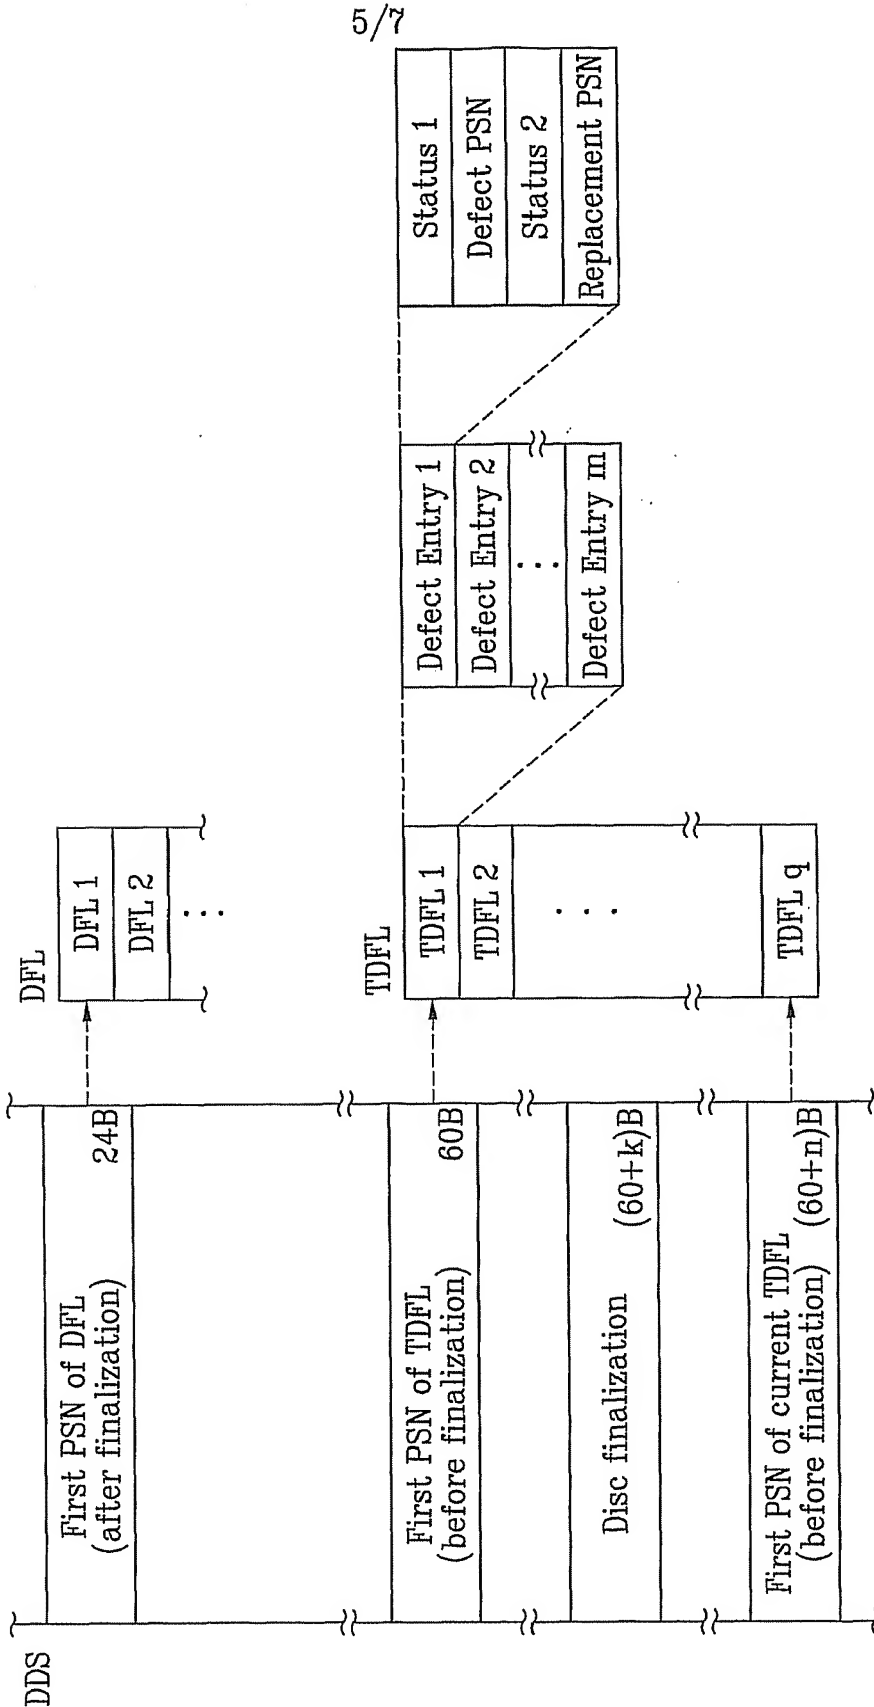 5/7
DDS
First PSN of DFL
(after finalization)
24B
First PSN of TDFL
(before finalization)
60B
Disc finalization
(60+k)B
First PSN of current TDFL
(before finalization)
(60+n)B
DFL
DFL 1
DFL 2
...
TDFL
TDFL 1
TDFL 2
...
TDFL q
Defect Entry 1
Defect Entry 2
...
Defect Entry m
Status 1
Defect PSN
Status 2
Replacement PSN